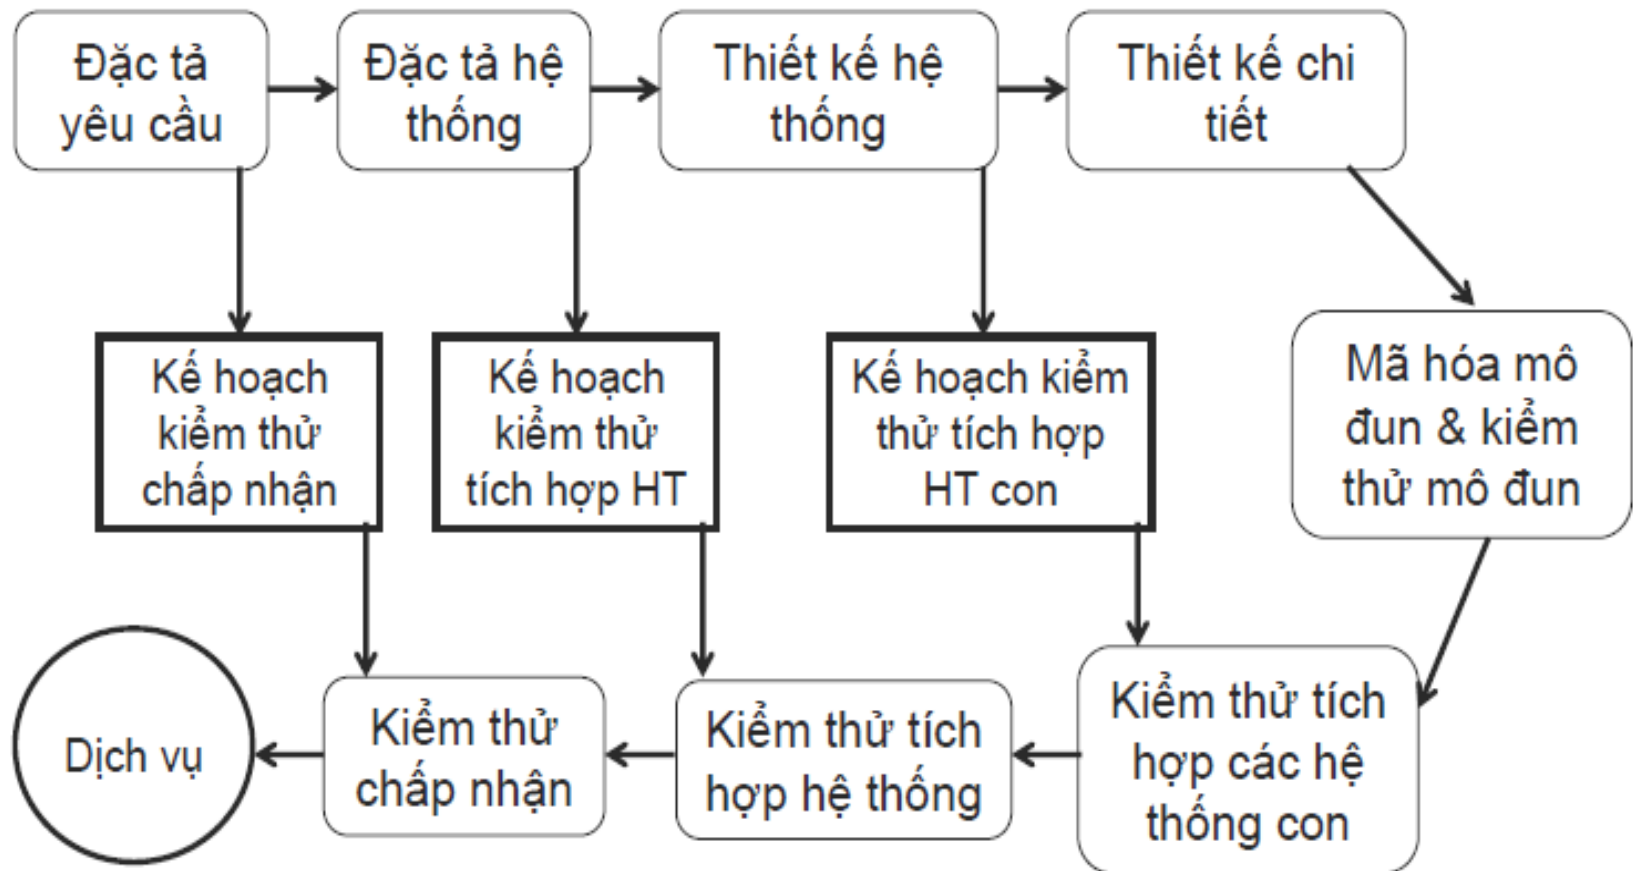 Đặc tả
yêu cầu
Đặc tả hệ
thống
Thiết kế hệ
thống
Thiết kế chi
tiết
Kế hoạch
kiểm thử
chấp nhận
Kế hoạch
kiểm thử
tích hợp HT
Kế hoạch kiểm
thử tích hợp
HT con
Mã hóa mô
đun & kiểm
thử mô đun
Dịch vụ
Kiểm thử
chấp nhận
Kiểm thử tích
hợp hệ thống
Kiểm thử tích
hợp các hệ
thống con